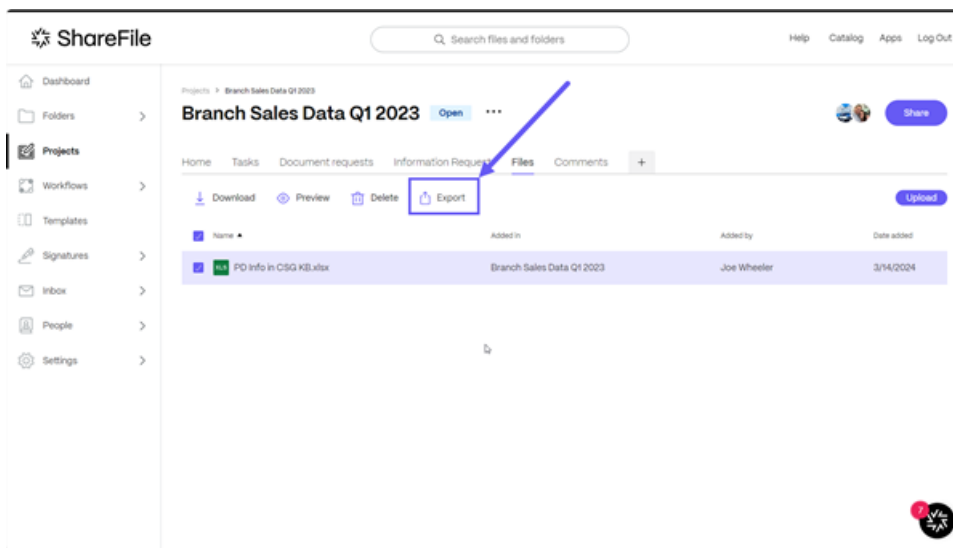 ShareFile
Search files and folders
Help Catalog Apps Log Out
Dashboard
Folders
Projects
Workflows
Templates
Signatures
Inbox
People
Settings
Projects > Branch Sales Data Q1 2023
Branch Sales Data Q1 2023 Open ...
Share
Home Tasks Document requests Information Request Files Comments +
Download Preview Delete Export
Upload
Name Added in Added by Date added
XLS PD Info in CSG KB.xlsx Branch Sales Data Q1 2023 Joe Wheeler 3/14/2024
7